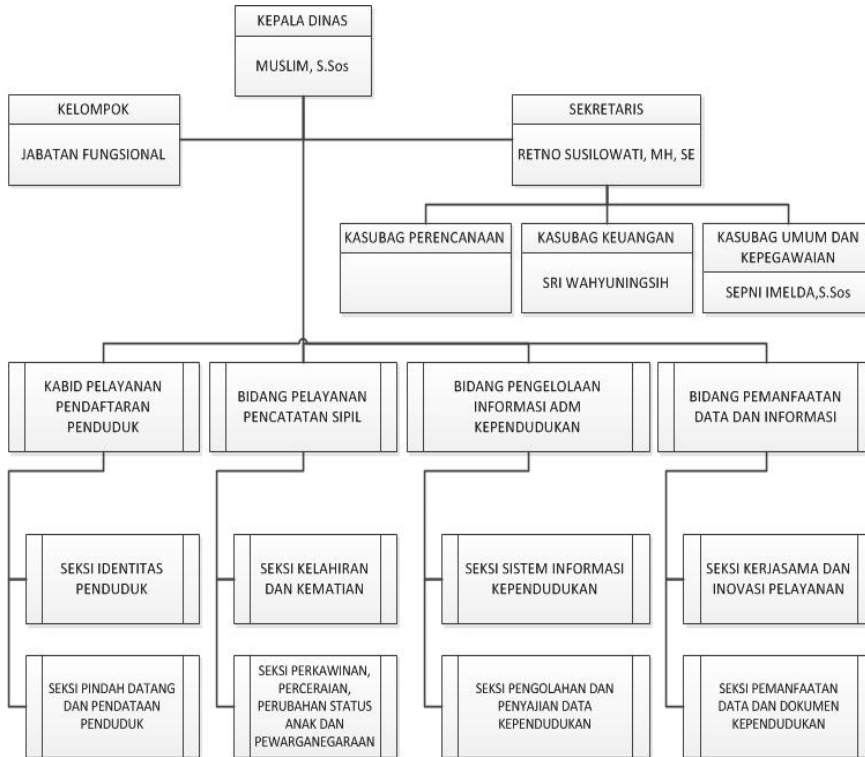 KEPALA DINAS
MUSLIM, S.Sos
KELOMPOK
JABATAN FUNGSIONAL
SEKRETARIS
RETNO SUSILOWATI, MH, SE
KASUBAG PERENCANAAN
KASUBAG KEUANGAN
SRI WAHYUNINGSIH
KASUBAG UMUM DAN
KEPEGAWAIAN
SEPNI IMELDA,S.Sos
KABID PELAYANAN
PENDAFTARAN
PENDUDUK
BIDANG PELAYANAN
PENCATATAN SIPIL
BIDANG PENGELOLAAN
INFORMASI ADM
KEPENDUDUKAN
BIDANG PEMANFAATAN
DATA DAN INFORMASI
SEKSI IDENTITAS
PENDUDUK
SEKSI KELAHIRAN
DAN KEMATIAN
SEKSI SISTEM INFORMASI
KEPENDUDUKAN
SEKSI KERJASAMA DAN
INOVASI PELAYANAN
SEKSI PINDAH DATANG
DAN PENDATAAN
PENDUDUK
SEKSI PERKAWINAN,
PERCERAIAN,
PERUBAHAN STATUS
ANAK DAN
PEWARGANEGARAAN
SEKSI PENGOLAHAN DAN
PENYAJIAN DATA
KEPENDUDUKAN
SEKSI PEMANFAATAN
DATA DAN DOKUMEN
KEPENDUDUKAN